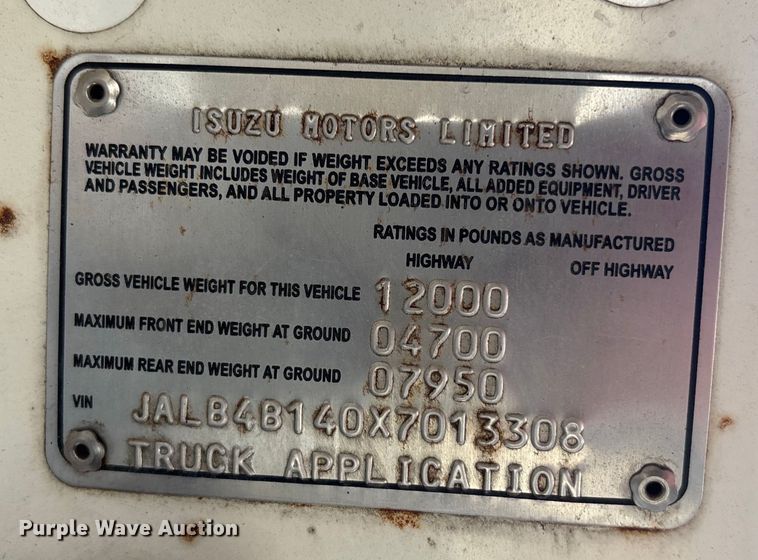 ISUZU MOTORS LIMITED
WARRANTY MAY BE VOIDED IF WEIGHT EXCEEDS ANY RATINGS SHOWN. GROSS
VEHICLE WEIGHT INCLUDES WEIGHT OF BASE VEHICLE, ALL ADDED EQUIPMENT, DRIVER
AND PASSENGERS, AND ALL PROPERTY LOADED INTO OR ONTO VEHICLE.
RATINGS IN POUNDS AS MANUFACTURED
HIGHWAY OFF HIGHWAY
GROSS VEHICLE WEIGHT FOR THIS VEHICLE 12000
MAXIMUM FRONT END WEIGHT AT GROUND 04700
MAXIMUM REAR END WEIGHT AT GROUND 07950
VIN JALB4B140X7013308
TRUCK APPLICATION
Purple Wave Auction